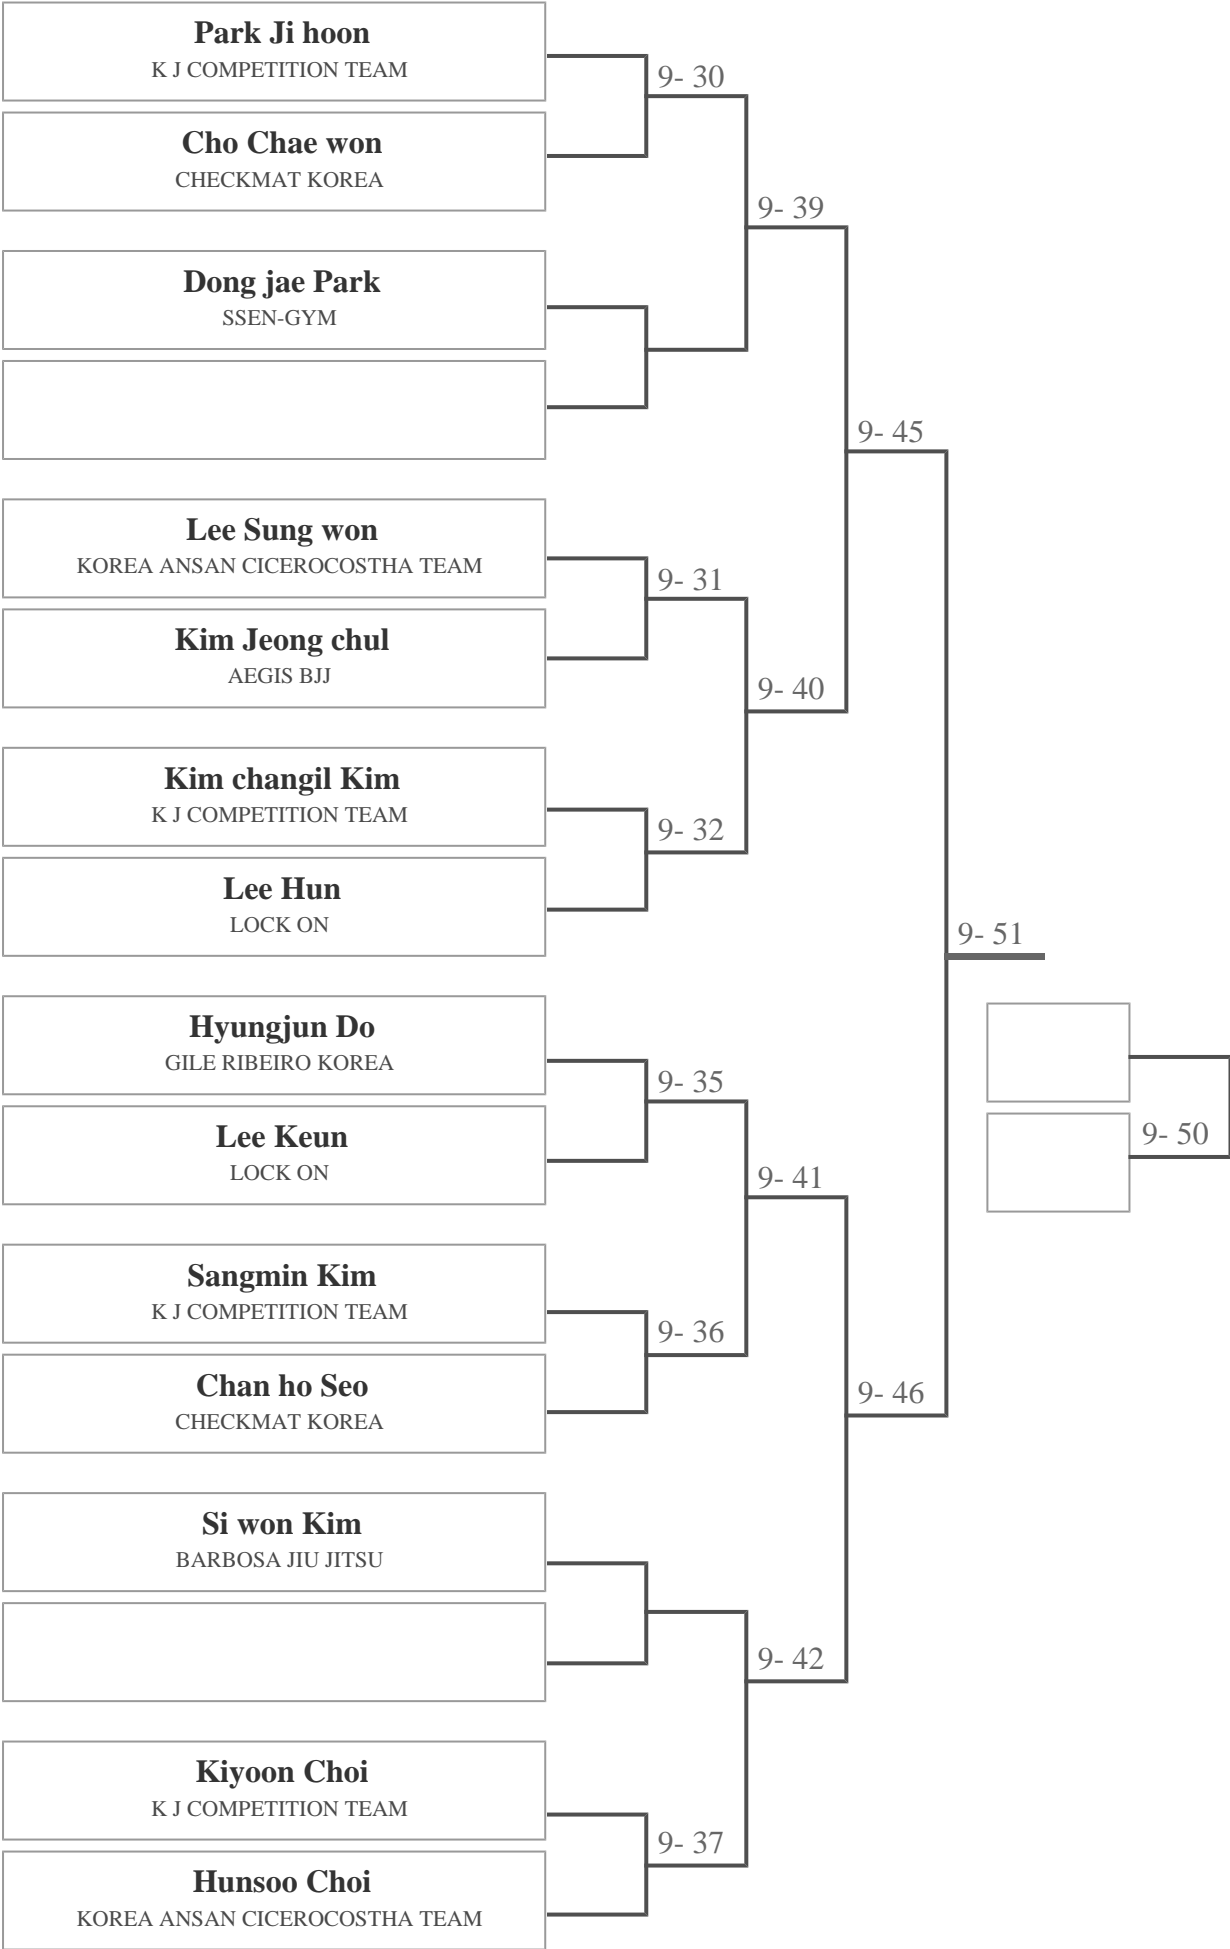 Park Ji hoon
K J COMPETITION TEAM
9- 30
Cho Chae won
CHECKMAT KOREA
9- 39
Dong jae Park
SSEN-GYM
9- 45
Lee Sung won
KOREA ANSAN CICEROCOSTHA TEAM
9- 31
Kim Jeong chul
AEGIS BJJ
9- 40
Kim changil Kim
K J COMPETITION TEAM
9- 32
Lee Hun
LOCK ON
9- 51
Hyungjun Do
GILE RIBEIRO KOREA
9- 35
Lee Keun
LOCK ON
9- 50
9- 41
Sangmin Kim
K J COMPETITION TEAM
9- 36
Chan ho Seo
CHECKMAT KOREA
9- 46
Si won Kim
BARBOSA JIU JITSU
9- 42
Kiyoon Choi
K J COMPETITION TEAM
9- 37
Hunsoo Choi
KOREA ANSAN CICEROCOSTHA TEAM